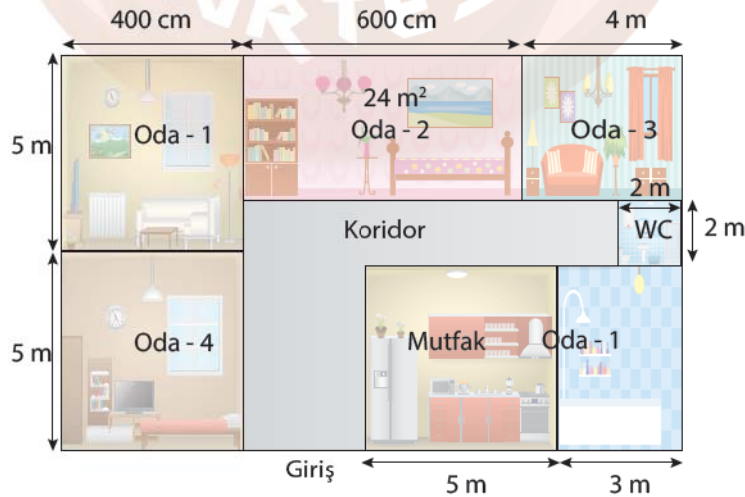 400 cm
600 cm
4 m
5 m
Oda - 1
24 m²
Oda - 2
Oda - 3
2 m
Koridor
WC
2 m
5 m
Oda - 4
Mutfak
Oda - 1
Giriş
5 m
3 m